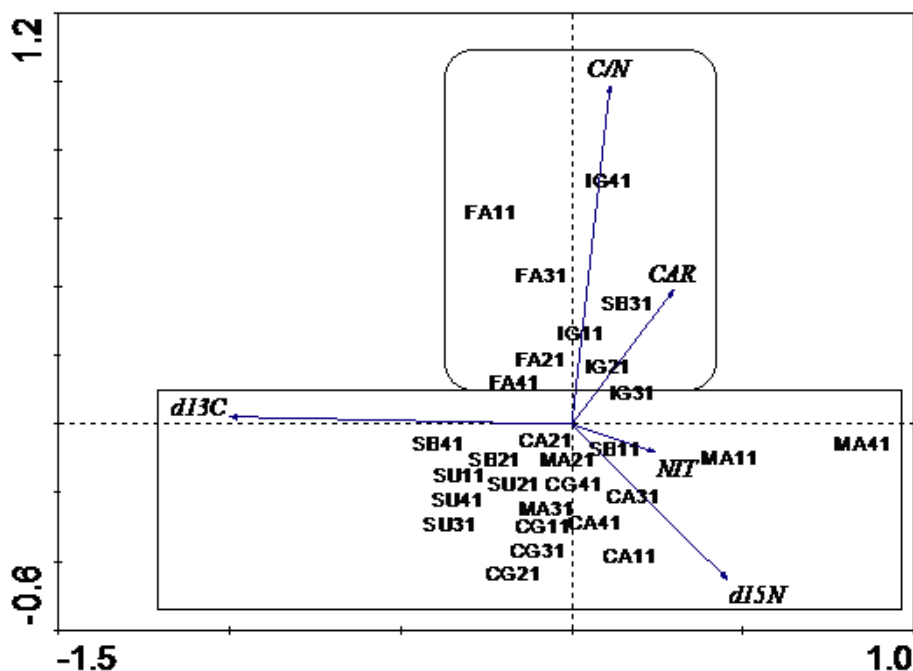 1.2
C/N
IG41
FA11
FA31
CAR
SB31
IG11
FA21
IG21
FA41
IG31
d13C
SB41
CA21
SB11
MA41
SB21
MA21
NIT
MA11
SU11
SU21
CG41
CA31
SU41
MA31
SU31
CG11
CA41
CG31
CA11
CG21
d15N
-0.6
-1.5
1.0